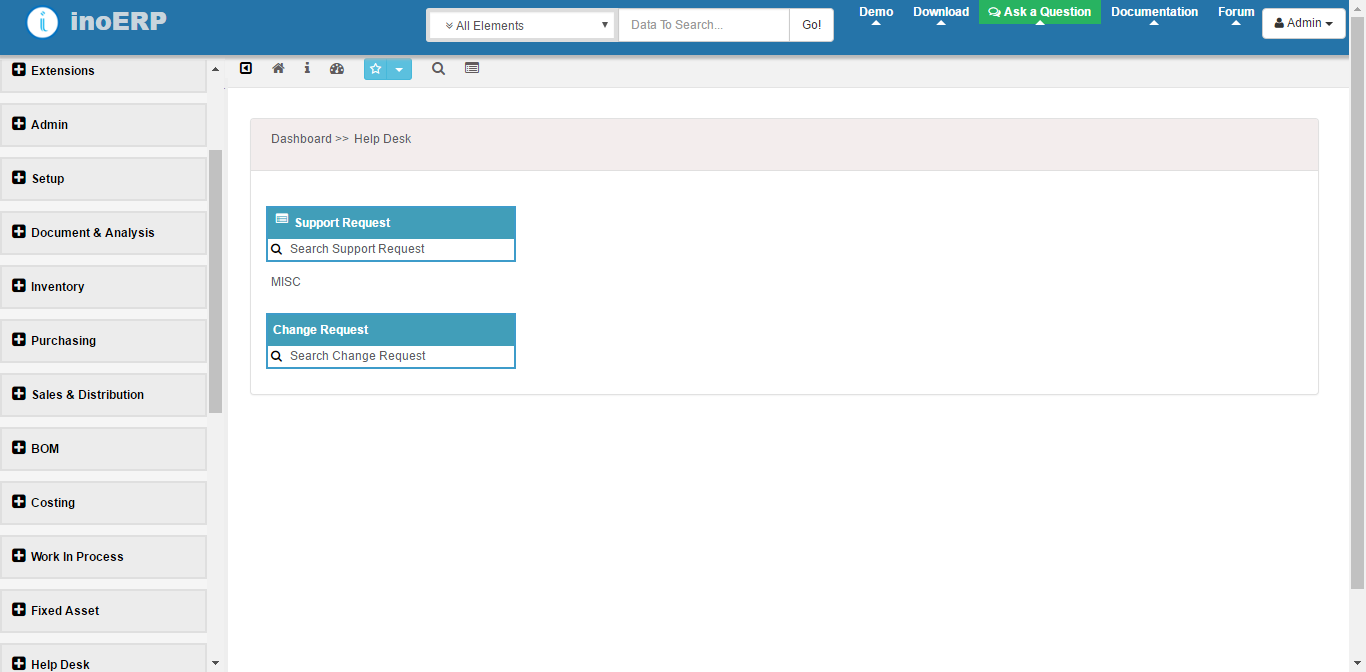 inoERP
All Elements
Data To Search...
Go!
Demo
Download
Ask a Question
Documentation
Forum
Admin
Extensions
Admin
Setup
Document & Analysis
Inventory
Purchasing
Sales & Distribution
BOM
Costing
Work In Process
Fixed Asset
Help Desk
Dashboard >> Help Desk
Support Request
Search Support Request
MISC
Change Request
Search Change Request